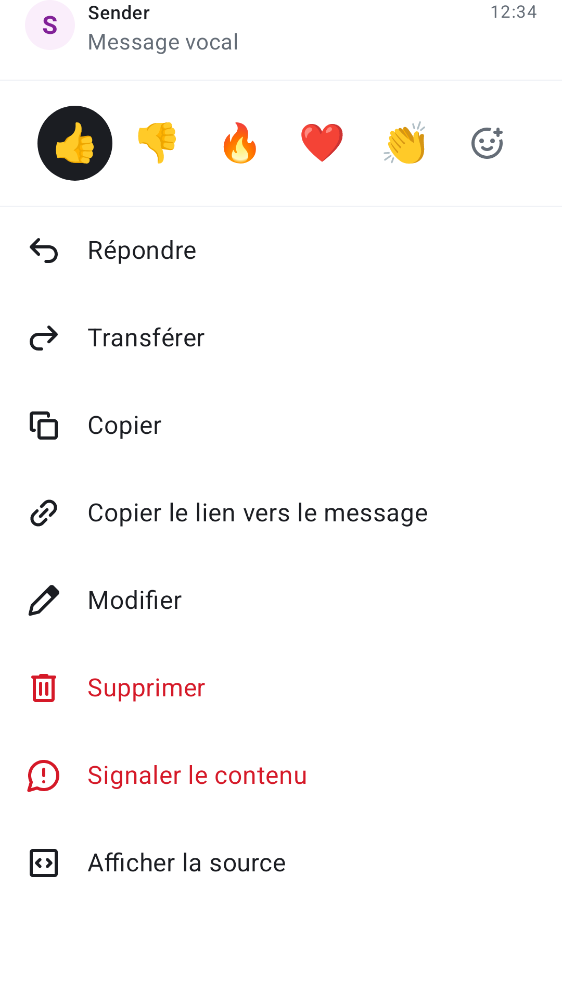 S
Sender
12:34
Message vocal
Répondre
Transférer
Copier
Copier le lien vers le message
Modifier
Supprimer
Signaler le contenu
Afficher la source